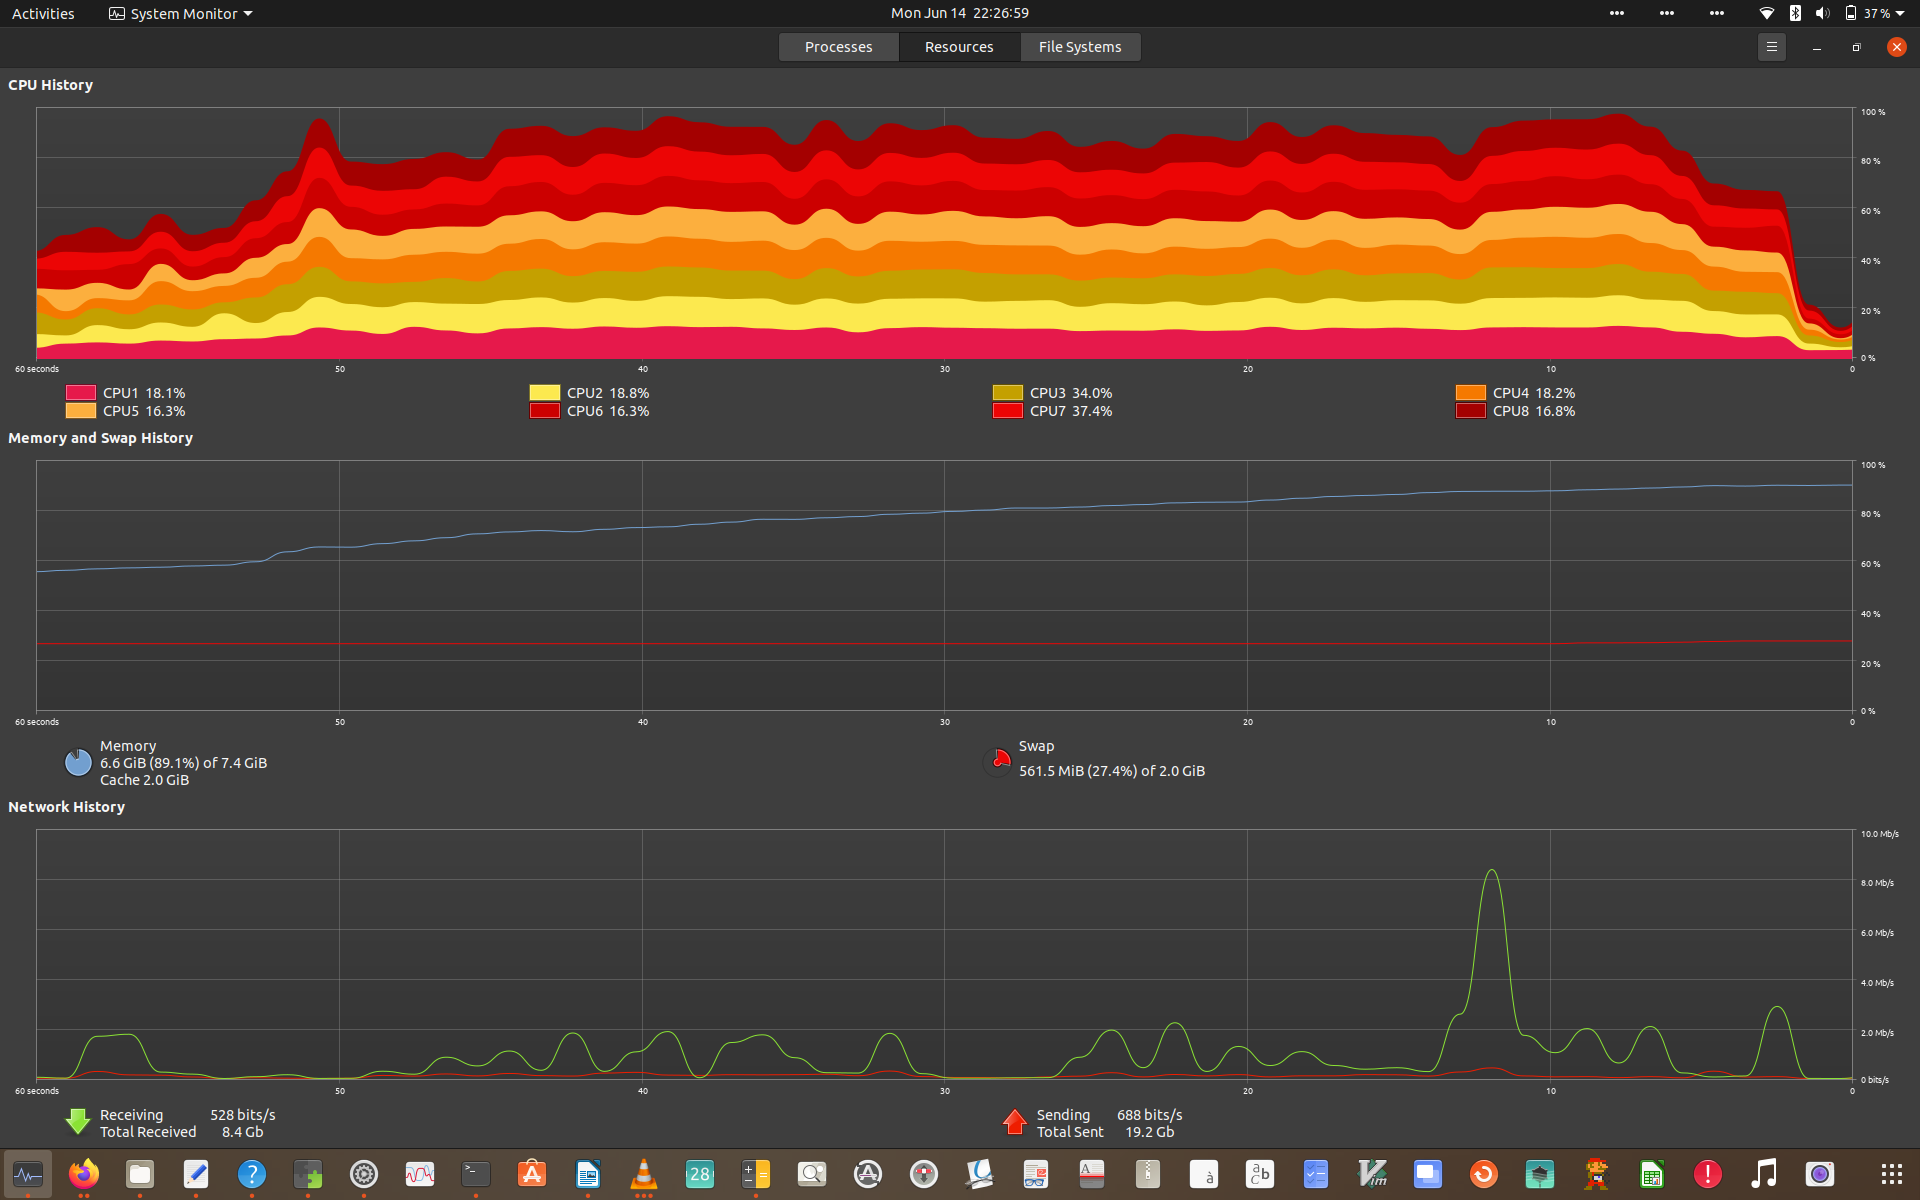 Activities System Monitor Mon Jun 14 22:26:59 37 %
Processes Resources File Systems
CPU History
100 %
80 %
60 %
40 %
20 %
0 %
60 seconds 50 40 30 20 10 0
CPU1 18.1% CPU2 18.8% CPU3 34.0% CPU4 18.2%
CPU5 16.3% CPU6 16.3% CPU7 37.4% CPU8 16.8%
Memory and Swap History
100 %
80 %
60 %
40 %
20 %
0 %
60 seconds 50 40 30 20 10 0
Memory
6.6 GiB (89.1%) of 7.4 GiB
Cache 2.0 GiB
Swap
561.5 MiB (27.4%) of 2.0 GiB
Network History
10.0 Mb/s
8.0 Mb/s
6.0 Mb/s
4.0 Mb/s
2.0 Mb/s
0 bits/s
60 seconds 50 40 30 20 10 0
Receiving 528 bits/s
Total Received 8.4 Gb
Sending 688 bits/s
Total Sent 19.2 Gb
? >_ A 28 A à a b c Vim !